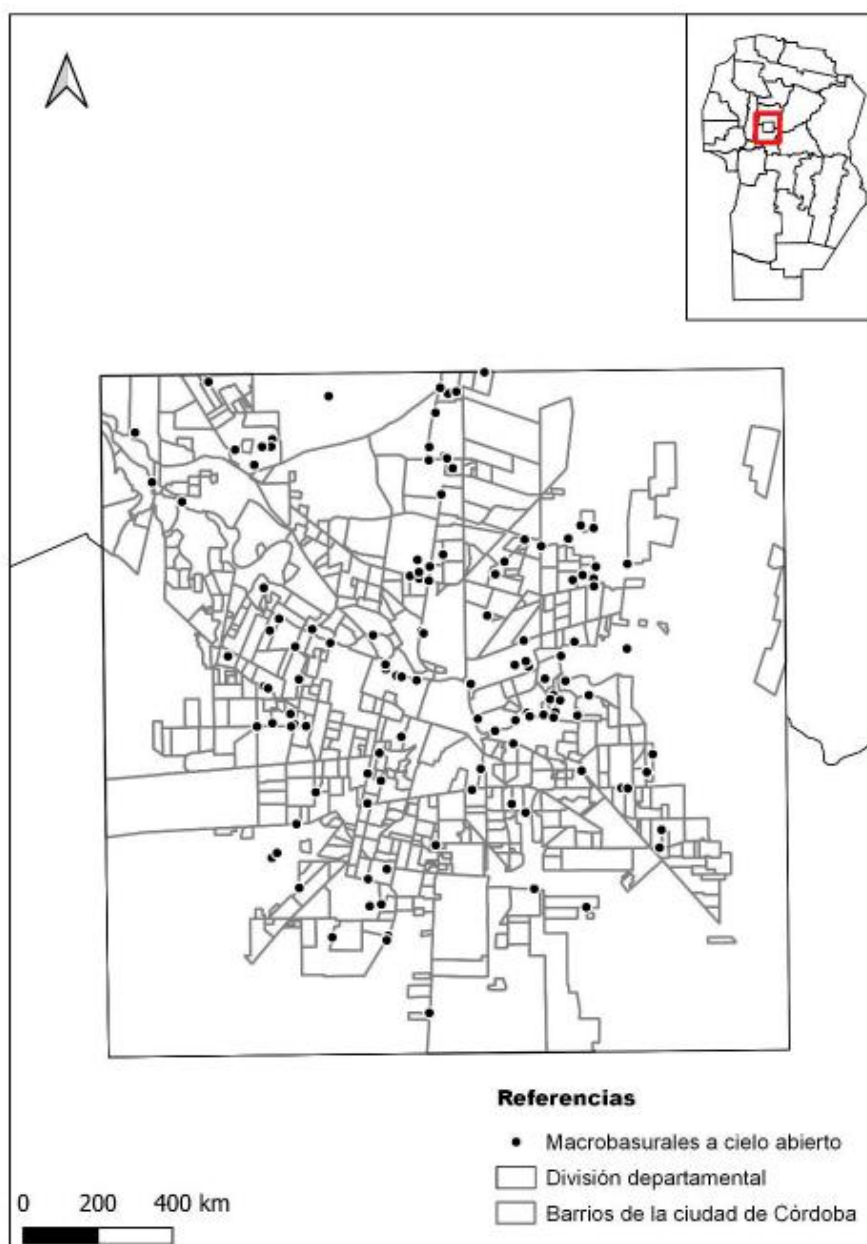 Referencias
Macrobasurales a cielo abierto
División departamental
Barrios de la ciudad de Córdoba
0 200 400 km